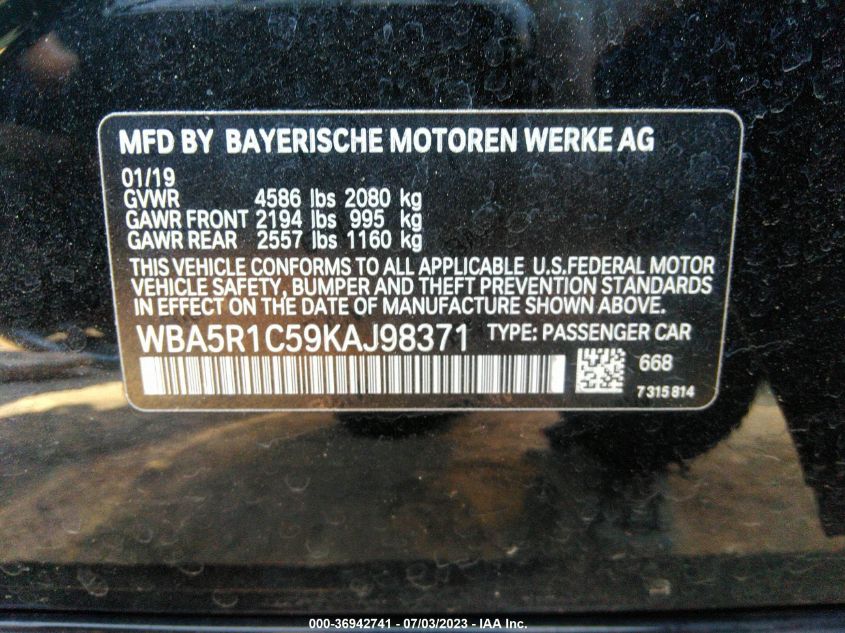 MFD BY BAYERISCHE MOTOREN WERKE AG
01/19
GVWR 4586 lbs 2080 kg
GAWR FRONT 2194 lbs 995 kg
GAWR REAR 2557 lbs 1160 kg
THIS VEHICLE CONFORMS TO ALL APPLICABLE U.S.FEDERAL MOTOR
VEHICLE SAFETY, BUMPER AND THEFT PREVENTION STANDARDS
IN EFFECT ON THE DATE OF MANUFACTURE SHOWN ABOVE.
WBA5R1C59KAJ98371 TYPE: PASSENGER CAR
668
7315814
000-36942741 - 07/03/2023 - IAA Inc.